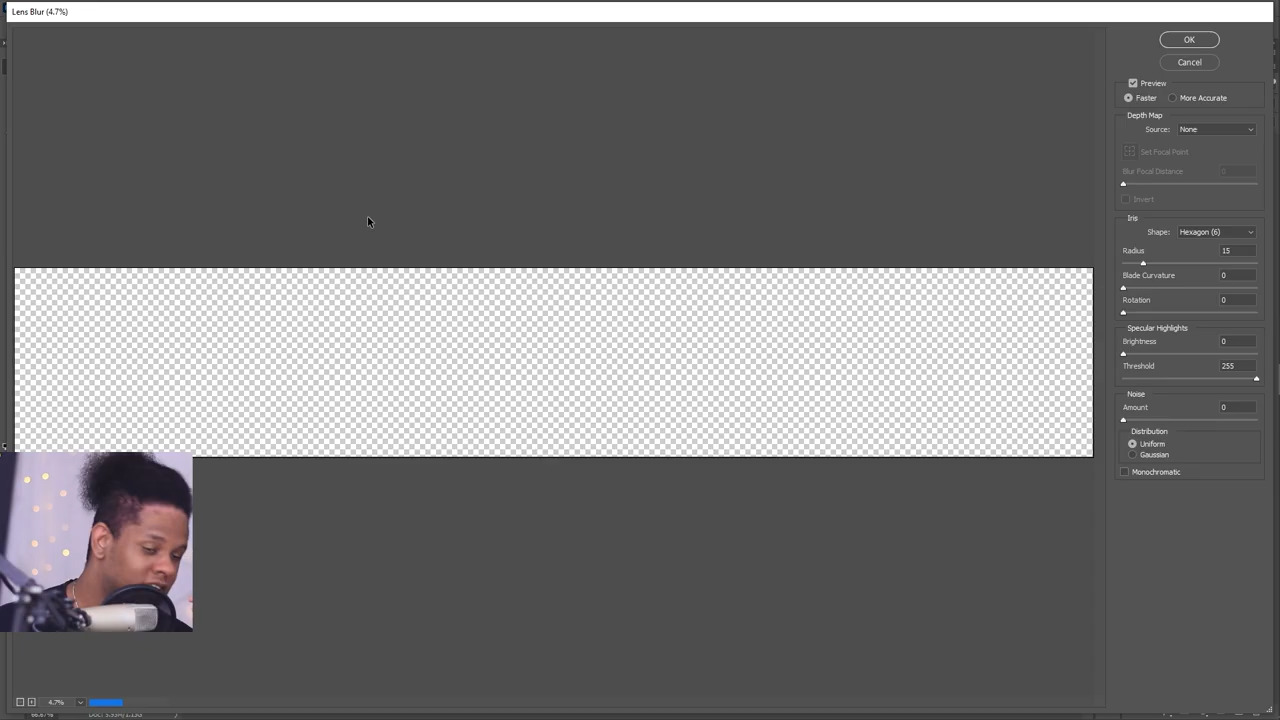 Lens Blur (4.7%)
OK
Cancel
Preview
Faster More Accurate
Depth Map
Source: None
Set Focal Point
Blur Focal Distance 0
Invert
Iris
Shape: Hexagon (6)
Radius 15
Blade Curvature 0
Rotation 0
Specular Highlights
Brightness 0
Threshold 255
Noise
Amount 0
Distribution
Uniform
Gaussian
Monochromatic
4.7%